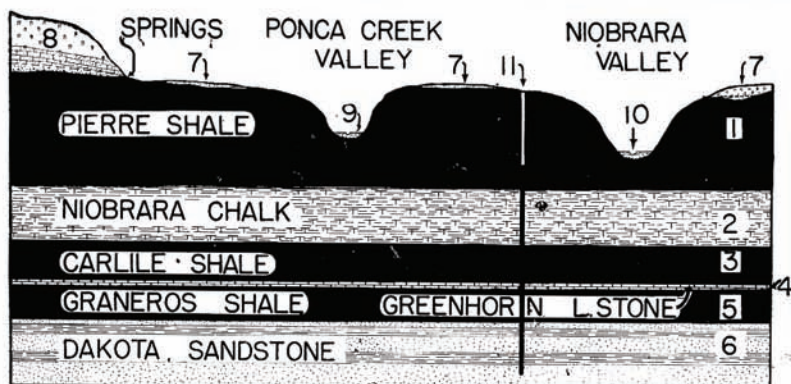 SPRINGS PONCA CREEK VALLEY NIOBRARA VALLEY
8 7 7 11 7
9 10
PIERRE SHALE 1
NIOBRARA CHALK 2
CARLILE SHALE 3
4
GRANEROS SHALE GREENHORN L.STONE 5
DAKOTA SANDSTONE 6